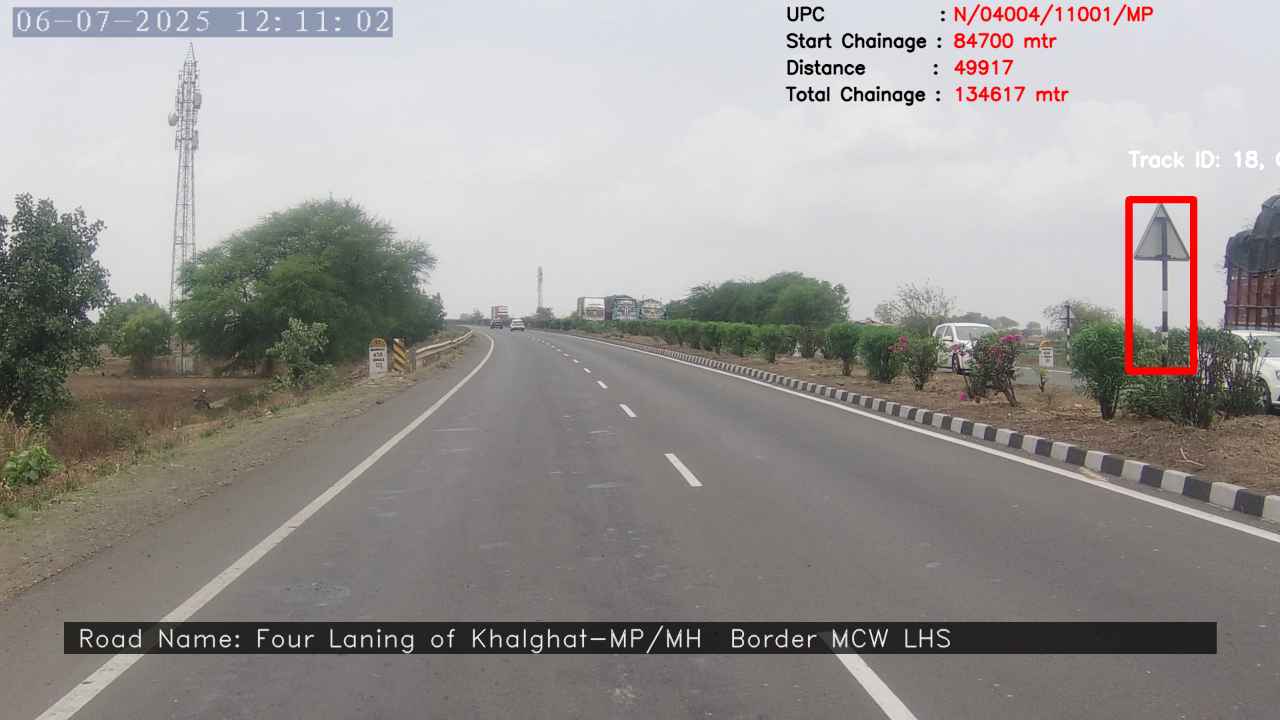 06-07-2025 12:11:02
UPC : N/04004/11001/MP
Start Chainage : 84700 mtr
Distance : 49917
Total Chainage : 134617 mtr
Track ID: 18,
Road Name: Four Laning of Khalghat-MP/MH Border MCW LHS